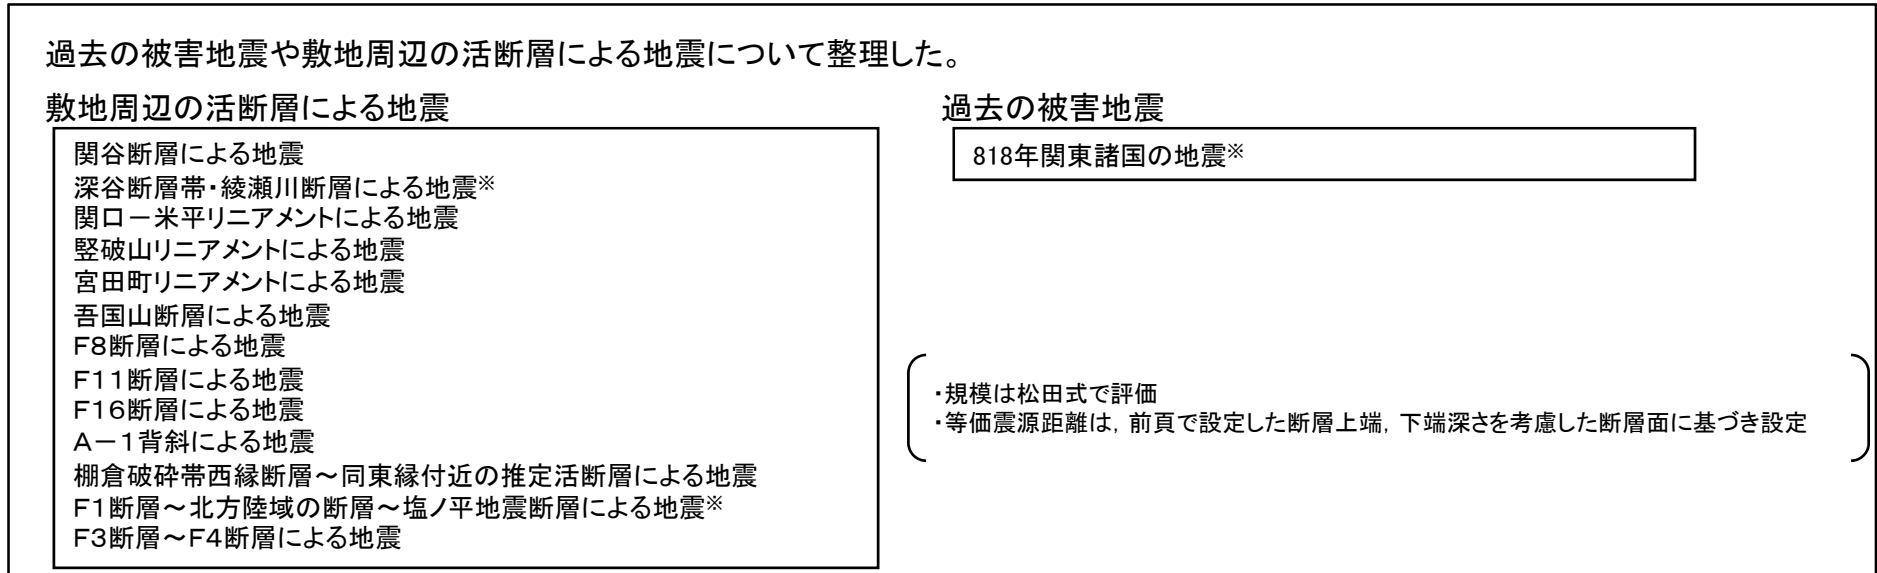 過去の被害地震や敷地周辺の活断層による地震について整理した。
敷地周辺の活断層による地震
関谷断層による地震
深谷断層帯・綾瀬川断層による地震※
関口－米平リニアメントによる地震
竪破山リニアメントによる地震
宮田町リニアメントによる地震
吾国山断層による地震
Ｆ８断層による地震
Ｆ１１断層による地震
Ｆ１６断層による地震
Ａ－１背斜による地震
棚倉破砕帯西縁断層～同東縁付近の推定活断層による地震
Ｆ１断層～北方陸域の断層～塩ノ平地震断層による地震※
Ｆ３断層～Ｆ４断層による地震
過去の被害地震
818年関東諸国の地震※
・規模は松田式で評価
・等価震源距離は，前頁で設定した断層上端，下端深さを考慮した断層面に基づき設定